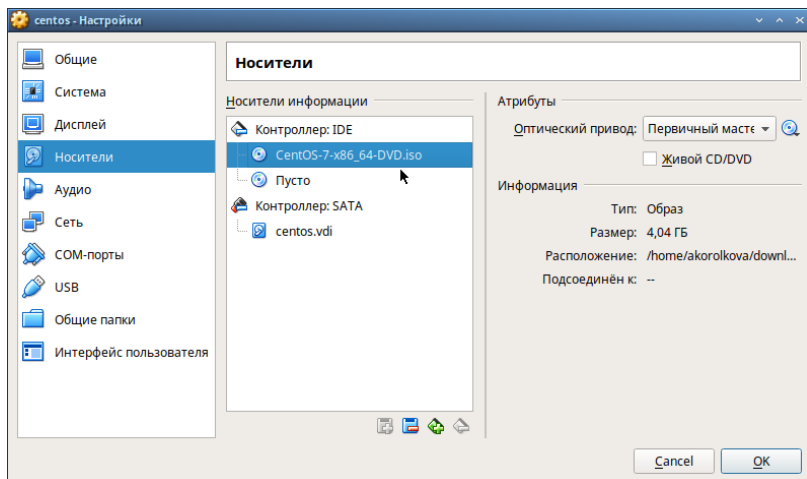 centos - Настройки
Общие
Система
Дисплей
Носители
Аудио
Сеть
COM-порты
USB
Общие папки
Интерфейс пользователя
Носители
Носители информации
Контроллер: IDE
CentOS-7-x86_64-DVD.iso
Пусто
Контроллер: SATA
centos.vdi
Атрибуты
Оптический привод: Первичный масте
Живой CD/DVD
Информация
Тип: Образ
Размер: 4,04 ГБ
Расположение: /home/akorolkova/downl...
Подсоединён к: --
Cancel
OK